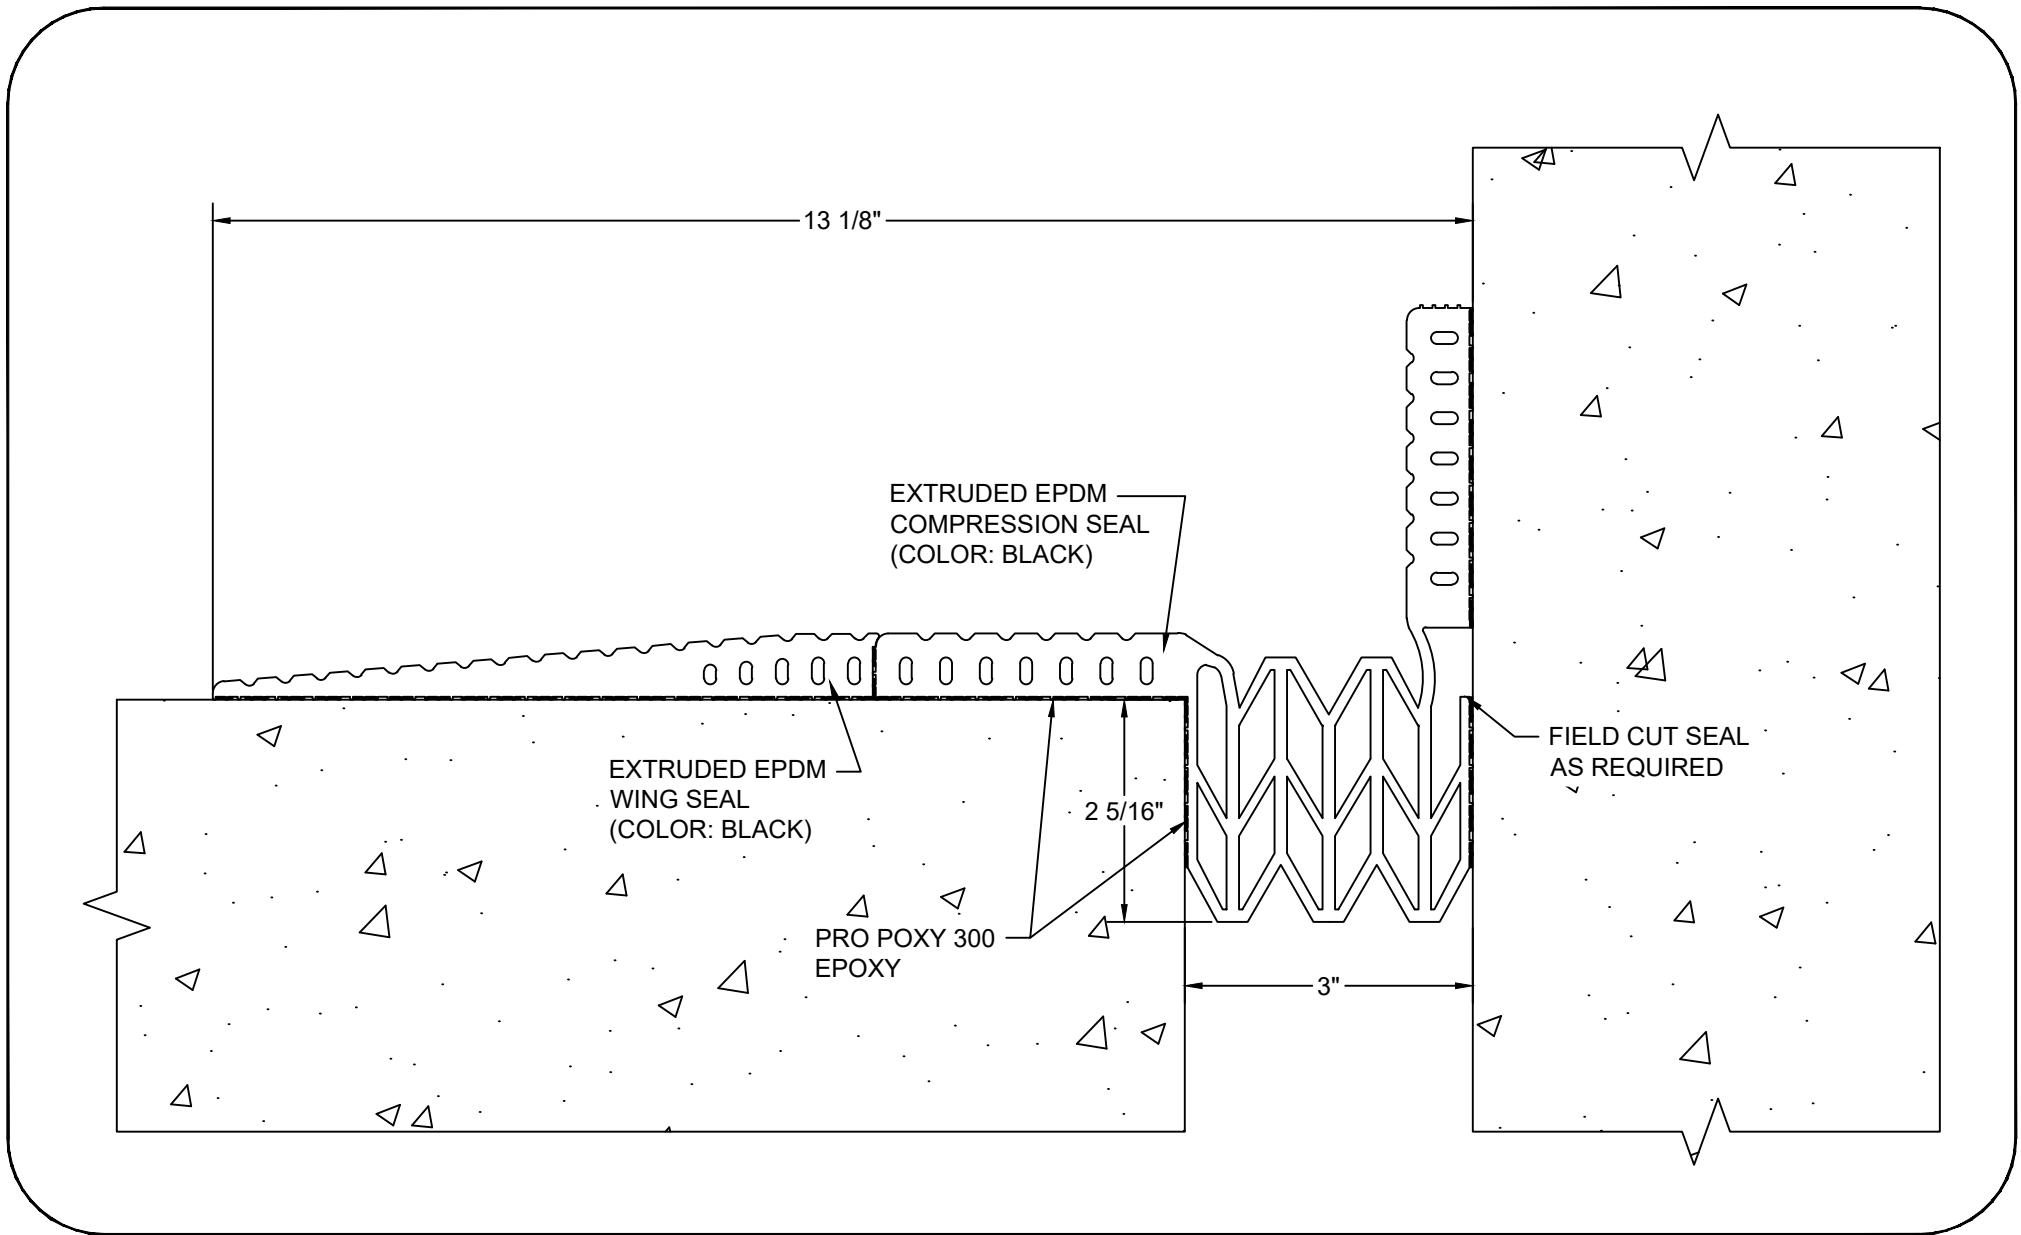 13 1/8"
EXTRUDED EPDM
COMPRESSION SEAL
(COLOR: BLACK)
FIELD CUT SEAL
AS REQUIRED
EXTRUDED EPDM
WING SEAL
(COLOR: BLACK)
2 5/16"
PRO POXY 300
EPOXY
3"